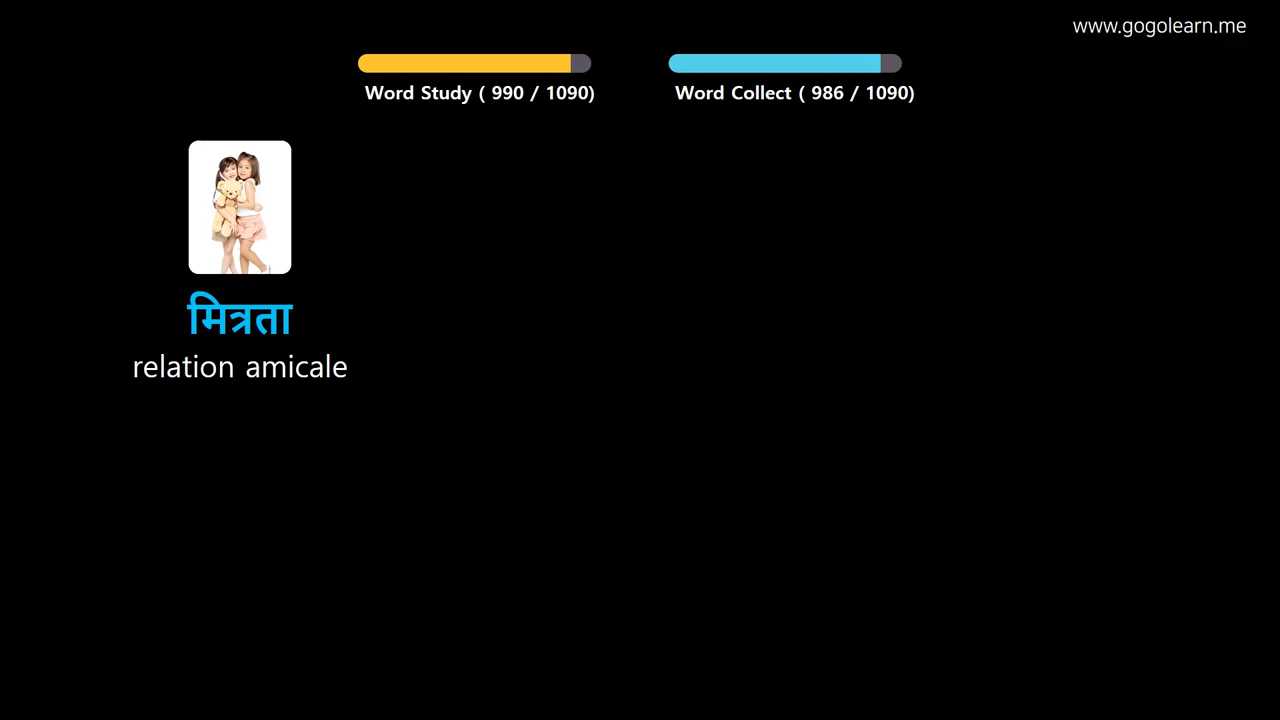 www.gogolearn.me
Word Study ( 990 / 1090)
Word Collect ( 986 / 1090)
मित्रता
relation amicale